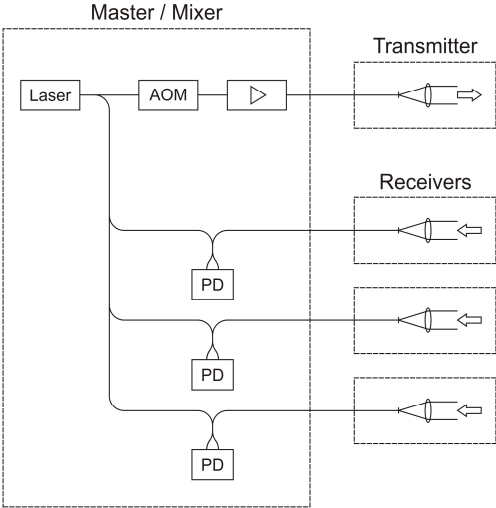 Master / Mixer
Transmitter
Laser
AOM
Receivers
PD
PD
PD